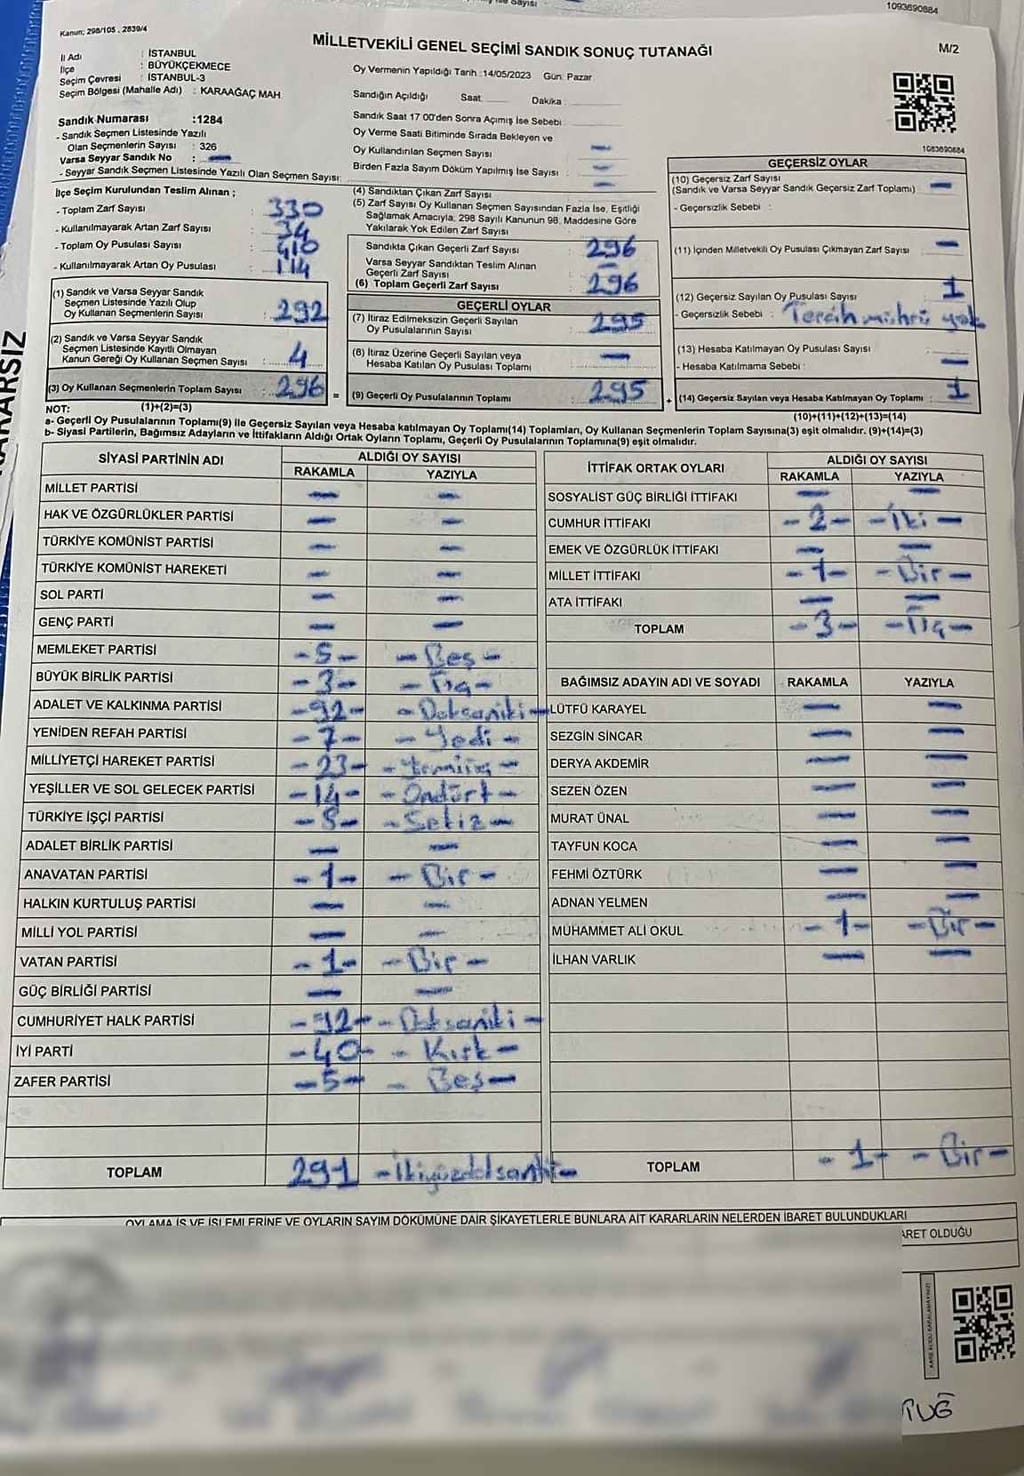 1093690884
Kanun; 298/105 , 2839/4
MİLLETVEKİLİ GENEL SEÇİMİ SANDIK SONUÇ TUTANAĞI
M/2
İl Adı : İSTANBUL
İlçe : BÜYÜKÇEKMECE
Seçim Çevresi : İSTANBUL-3
Seçim Bölgesi (Mahalle Adı) : KARAAĞAÇ MAH.
Oy Vermenin Yapıldığı Tarih :14/05/2023 Gün: Pazar
Sandığın Açıldığı Saat Dakika
Sandık Numarası :1284
- Sandık Seçmen Listesinde Yazılı
Olan Seçmenlerin Sayısı : 326
Varsa Seyyar Sandık No : —
- Seyyar Sandık Seçmen Listesinde Yazılı Olan Seçmen Sayısı:
Sandık Saat 17 00'den Sonra Açımış İse Sebebi
Oy Verme Saati Bitiminde Sırada Bekleyen ve
Oy Kullandırılan Seçmen Sayısı —
Birden Fazla Sayım Döküm Yapılmış İse Sayısı —
İlçe Seçim Kurulundan Teslim Alınan ;
- Toplam Zarf Sayısı : 330
- Kullanılmayarak Artan Zarf Sayısı : 34
- Toplam Oy Pusulası Sayısı : 410
- Kullanılmayarak Artan Oy Pusulası : 114
(1) Sandık ve Varsa Seyyar Sandık
Seçmen Listesinde Yazılı Olup
Oy Kullanan Seçmenlerin Sayısı : 292
(2) Sandık ve Varsa Seyyar Sandık
Seçmen Listesinde Kayıtlı Olmayan
Kanun Gereği Oy Kullanan Seçmen Sayısı : 4
(3) Oy Kullanan Seçmenlerin Toplam Sayısı : 296
(1)+(2)=(3)
(4) Sandıktan Çıkan Zarf Sayısı —
(5) Zarf Sayısı Oy Kullanan Seçmen Sayısından Fazla İse, Eşitliği
Sağlamak Amacıyla, 298 Sayılı Kanunun 98. Maddesine Göre
Yakılarak Yok Edilen Zarf Sayısı
Sandıkta Çıkan Geçerli Zarf Sayısı 296
Varsa Seyyar Sandıktan Teslim Alınan
Geçerli Zarf Sayısı —
(6) Toplam Geçerli Zarf Sayısı 296
GEÇERLİ OYLAR
(7) İtiraz Edilmeksizin Geçerli Sayılan
Oy Pusulalarının Sayısı : 295
(8) İtiraz Üzerine Geçerli Sayılan veya
Hesaba Katılan Oy Pusulası Toplamı —
= (9) Geçerli Oy Pusulalarının Toplamı : 295
1093690884
GEÇERSİZ OYLAR
(10) Geçersiz Zarf Sayısı
(Sandık ve Varsa Seyyar Sandık Geçersiz Zarf Toplamı) —
- Geçersizlik Sebebi :
(11) İçinden Milletvekili Oy Pusulası Çıkmayan Zarf Sayısı —
(12) Geçersiz Sayılan Oy Pusulası Sayısı 1
- Geçersizlik Sebebi : Tercih mührü yok
(13) Hesaba Katılmayan Oy Pusulası Sayısı
- Hesaba Katılmama Sebebi : —
+ (14) Geçersiz Sayılan veya Hesaba Katılmayan Oy Toplamı : 1
(10)+(11)+(12)+(13)=(14)
NOT:
a- Geçerli Oy Pusulasının Toplamı(9) ile Geçersiz Sayılan veya Hesaba katılmayan Oy Toplamı(14) Toplamları, Oy Kullanan Seçmenlerin Toplam Sayısına(3) eşit olmalıdır. (9)+(14)=(3)
b- Siyasi Partilerin, Bağımsız Adayların ve İttifakların Aldığı Ortak Oyların Toplamı, Geçerli Oy Pusulalarının Toplamına(9) eşit olmalıdır.
SİYASİ PARTİNİN ADI ALDIĞI OY SAYISI
RAKAMLA YAZIYLA
MİLLET PARTİSİ — —
HAK VE ÖZGÜRLÜKLER PARTİSİ — —
TÜRKİYE KOMÜNİST PARTİSİ — —
TÜRKİYE KOMÜNİST HAREKETİ — —
SOL PARTİ — —
GENÇ PARTİ — —
MEMLEKET PARTİSİ -5- -Beş-
BÜYÜK BİRLİK PARTİSİ -3- -Üç-
ADALET VE KALKINMA PARTİSİ -92- -Doksaniki-
YENİDEN REFAH PARTİSİ -7- -Yedi-
MİLLİYETÇİ HAREKET PARTİSİ -23- -Yirmiüç-
YEŞİLLER VE SOL GELECEK PARTİSİ -14- -Ondört-
TÜRKİYE İŞÇİ PARTİSİ -8- -Sekiz-
ADALET BİRLİK PARTİSİ — —
ANAVATAN PARTİSİ -1- -Bir-
HALKIN KURTULUŞ PARTİSİ — —
MİLLİ YOL PARTİSİ — —
VATAN PARTİSİ -1- -Bir-
GÜÇ BİRLİĞİ PARTİSİ — —
CUMHURİYET HALK PARTİSİ -92- -Doksaniki-
İYİ PARTİ -40- -Kırk-
ZAFER PARTİSİ -5- -Beş-
TOPLAM 291 -İkiyüzdoksanbir-
İTTİFAK ORTAK OYLARI ALDIĞI OY SAYISI
RAKAMLA YAZIYLA
SOSYALİST GÜÇ BİRLİĞİ İTTİFAKI — —
CUMHUR İTTİFAKI -2- -İki-
EMEK VE ÖZGÜRLÜK İTTİFAKI — —
MİLLET İTTİFAKI -1- -Bir-
ATA İTTİFAKI — —
TOPLAM -3- -Üç-
BAĞIMSIZ ADAYIN ADI VE SOYADI RAKAMLA YAZIYLA
LÜTFÜ KARAYEL — —
SEZGİN SİNCAR — —
DERYA AKDEMİR — —
SEZEN ÖZEN — —
MURAT ÜNAL — —
TAYFUN KOCA — —
FEHMİ ÖZTÜRK — —
ADNAN YELMEN — —
MUHAMMET ALİ OKUL -1- -Bir-
İLHAN VARLIK — —
TOPLAM -1- -Bir-
OYLAMA İŞ VE İŞLEMLERİNE VE OYLARIN SAYIM DÖKÜMÜNE DAİR ŞİKAYETLERLE BUNLARA AİT KARARLARIN NELERDEN İBARET BULUNDUKLARI
ARET OLDUĞU